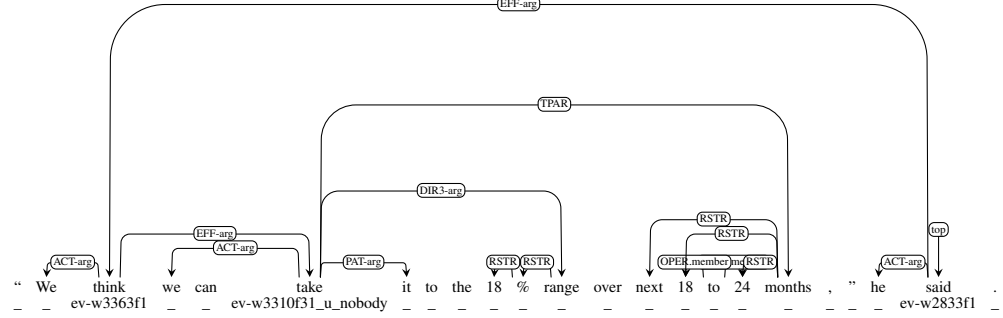 EFF-arg
TPAR
DIR3-arg
RSTR
EFF-arg RSTR
ACT-arg top
ACT-arg PAT-arg RSTR RSTR OPER.member RSTR ACT-arg
“ We think we can take it to the 18 % range over next 18 to 24 months , ” he said .
_ _ ev-w3363f1 _ _ ev-w3310f31_u_nobody _ _ _ _ _ _ _ _ _ _ _ _ _ _ _ ev-w2833f1 _